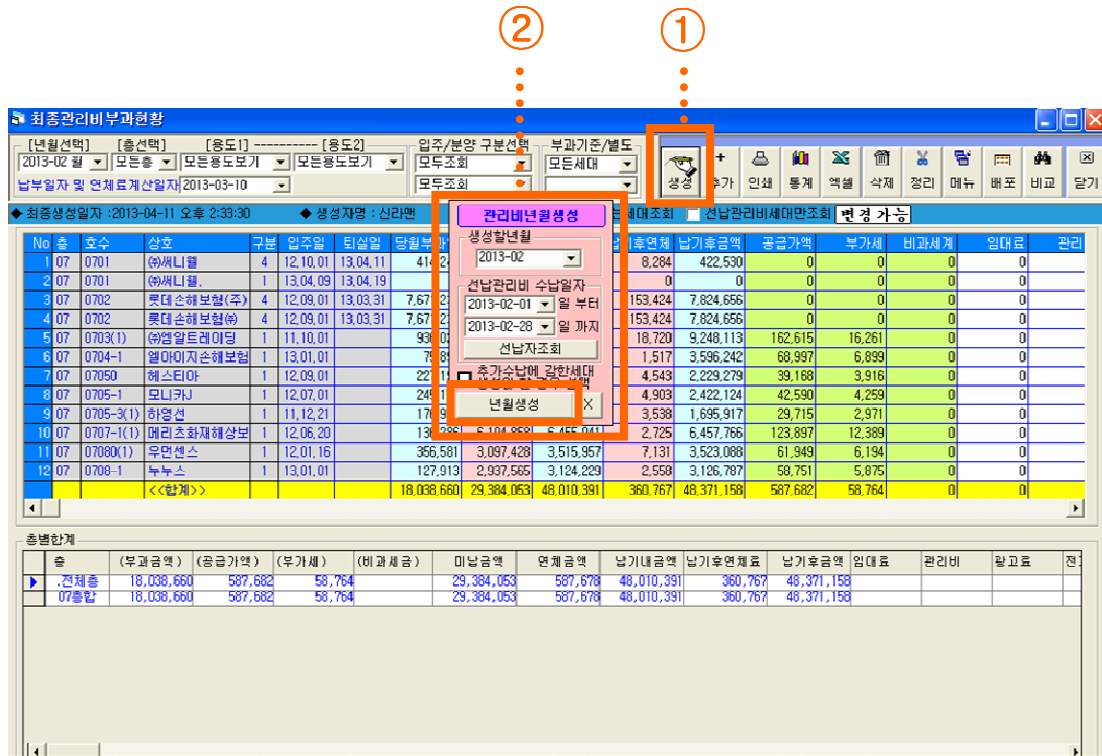 ② ①
최종관리비부과현황
[년월선택] [층선택] [용도1] ---------- [용도2] 입주/분양 구분선택 부과기준/별도
2013-02 월 모든층 모든용도보기 모든용도보기 모두조회 모든세대
납부일자 및 연체료계산일자 2013-03-10 모두조회
생성 추가 인쇄 통계 엑셀 삭제 정리 메뉴 배포 비교 닫기
◆ 최종생성일자 :2013-04-11 오후 2:33:30 ◆ 생성자명 : 신라맨 세대조회 선납관리비세대만조회 변경가능
관리비년월생성
생성할년월
2013-02
선납관리비 수납일자
2013-02-01 일 부터
2013-02-28 일 까지
선납자조회
추가수납에 강한세대
년월생성 X
No 층 호수 상호 구분 입주일 퇴실일 당월부과 납기후연체 납기후금액 공급가액 부가세 비과세계 임대료 관리
1 07 0701 ㈜써니월 4 12,10,01 13,04,11 8,284 422,530 0 0 0 0
2 07 0701 ㈜써니월. 1 13,04,09 13,04,19 0 0 0 0 0 0
3 07 0702 롯데손해보험(주) 4 12,09,01 13,03,31 153,424 7,824,656 0 0 0 0
4 07 0702 롯데손해보험㈜ 4 12,09,01 13,03,31 153,424 7,824,656 0 0 0 0
5 07 0703(1) ㈜엠알트레이딩 1 11,10,01 18,720 9,248,113 162,615 16,261 0 0
6 07 0704-1 엘아이지손해보험 1 13,01,01 1,517 3,596,242 68,997 6,899 0 0
7 07 07050 헤스티아 1 12,09,01 4,543 2,229,279 39,168 3,916 0 0
8 07 0705-1 모니카J 1 12,07,01 4,903 2,422,124 42,590 4,259 0 0
9 07 0705-3(1) 하영선 1 11,12,21 3,538 1,695,917 29,715 2,971 0 0
10 07 0707-1(1) 메리츠화재해상보 1 12,06,20 136,286 6,194,858 6,455,041 2,725 6,457,766 123,897 12,389 0 0
11 07 07080(1) 우먼센스 1 12,01,16 356,581 3,097,428 3,515,957 7,131 3,523,088 61,949 6,194 0 0
12 07 0708-1 누누스 1 13,01,01 127,913 2,937,565 3,124,229 2,558 3,126,787 58,751 5,875 0 0
<<합계>> 18,038,660 29,384,053 48,010,391 360,767 48,371,158 587,682 58,764 0 0
층별합계
층 (부과금액) (공급가액) (부가세) (비과세금) 미납금액 연체금액 납기내금액 납기후연체료 납기후금액 임대료 관리비 광고료 전기
.전체층 18,038,660 587,682 58,764 29,384,053 587,678 48,010,391 360,767 48,371,158
07층합 18,038,660 587,682 58,764 29,384,053 587,678 48,010,391 360,767 48,371,158